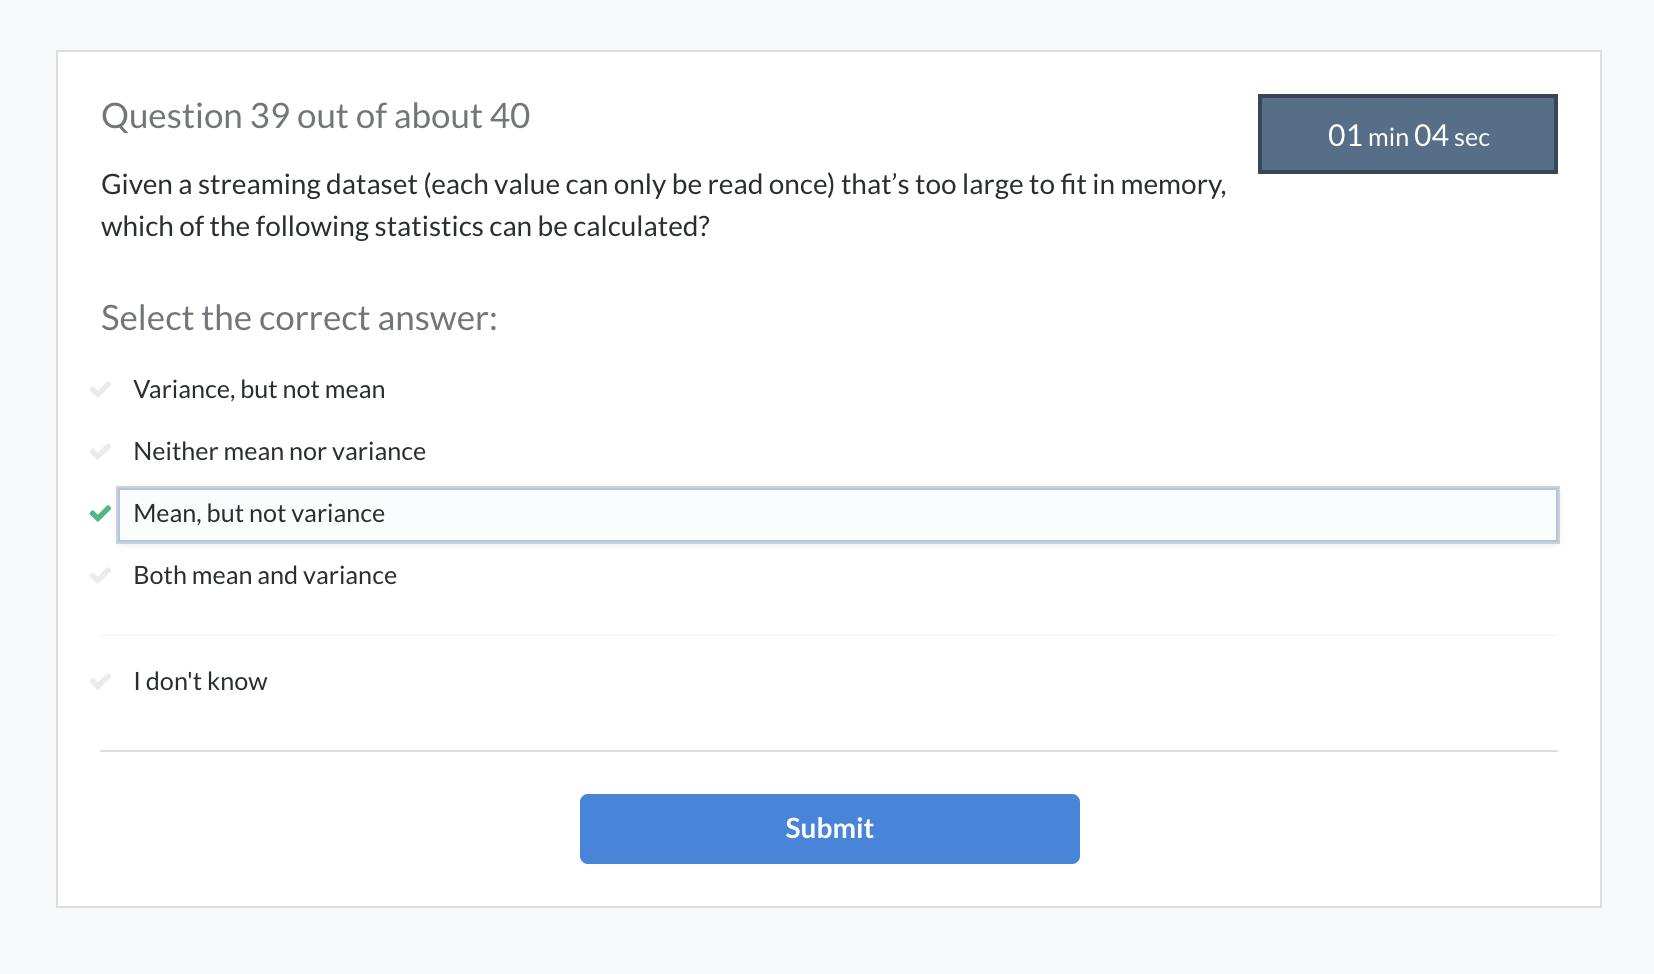 Question 39 out of about 40
01 min 04 sec
Given a streaming dataset (each value can only be read once) that’s too large to fit in memory,
which of the following statistics can be calculated?
Select the correct answer:
Variance, but not mean
Neither mean nor variance
Mean, but not variance
Both mean and variance
I don't know
Submit